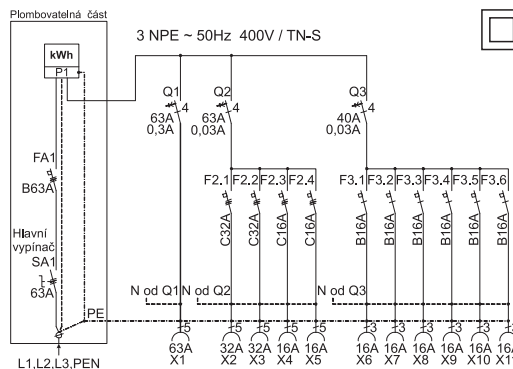 Plombovatelná část
3 NPE ~ 50Hz 400V / TN-S
kWh
P1
Q1
4
63A
0,3A
Q2
4
63A
0,03A
Q3
4
40A
0,03A
FA1
B63A
F2.1
F2.2
F2.3
F2.4
C32A
C32A
C16A
C16A
F3.1
F3.2
F3.3
F3.4
F3.5
F3.6
B16A
B16A
B16A
B16A
B16A
B16A
Hlavní
vypínač
SA1
63A
N od Q1
N od Q2
N od Q3
PE
5
5
5
5
5
3
3
3
3
3
3
63A
32A
32A
16A
16A
16A
16A
16A
16A
16A
16A
X1
X2
X3
X4
X5
X6
X7
X8
X9
X10
X11
L1,L2,L3,PEN